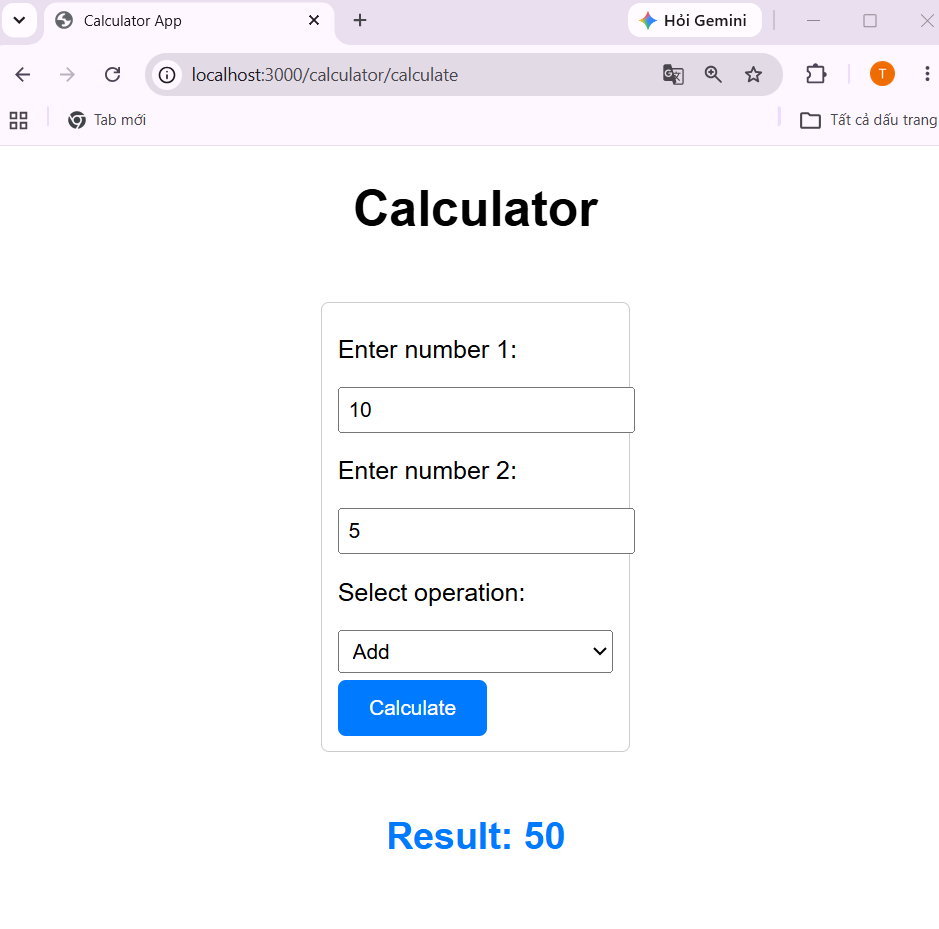 Calculator App
Hỏi Gemini
localhost:3000/calculator/calculate
T
Tab mới
Tất cả dấu trang
Calculator
Enter number 1:
10
Enter number 2:
5
Select operation:
Add
Calculate
Result: 50